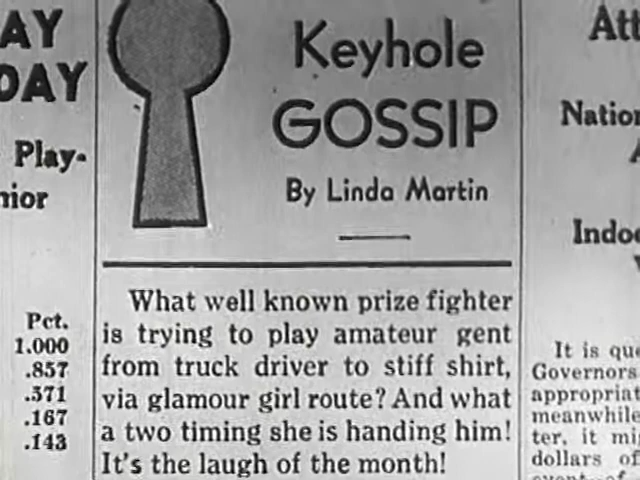 AY
DAY
Play-
nior
Pct.
1.000
.857
.571
.167
.143
Keyhole
GOSSIP
By Linda Martin
What well known prize fighter
is trying to play amateur gent
from truck driver to stiff shirt,
via glamour girl route? And what
a two timing she is handing him!
It's the laugh of the month!
Att
Nation
Indoo
It is que
Governors
appropriat
meanwhile
ter, it mi
dollars of